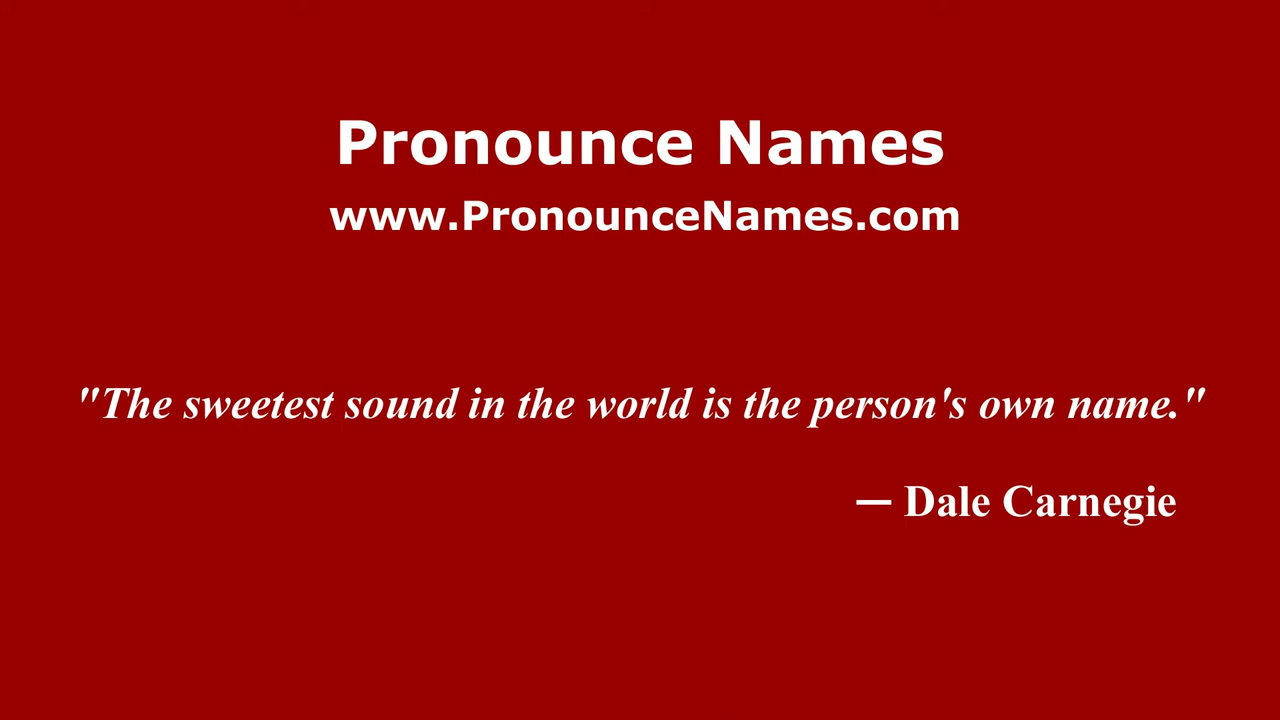 Pronounce Names
www.PronounceNames.com
"The sweetest sound in the world is the person's own name."
— Dale Carnegie